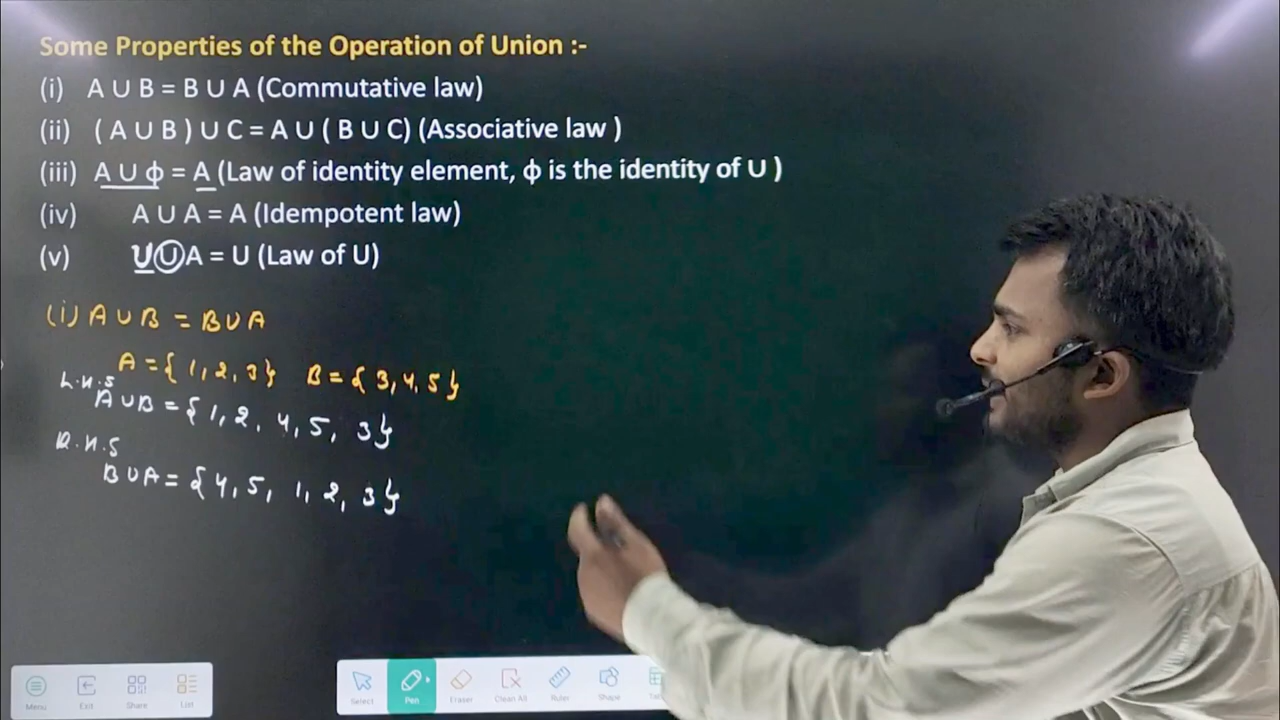 Some Properties of the Operation of Union :-
(i) A ∪ B = B ∪ A (Commutative law)
(ii) ( A ∪ B ) ∪ C = A ∪ ( B ∪ C) (Associative law )
(iii) A ∪ ϕ = A (Law of identity element, ϕ is the identity of U )
(iv) A ∪ A = A (Idempotent law)
(v) U ∪ A = U (Law of U)
(i) A ∪ B = B ∪ A
A = { 1, 2, 3} B = { 3, 4, 5 }
L.H.S
A ∪ B = { 1, 2, 4, 5, 3}
R.H.S
B ∪ A = { 4, 5, 1, 2, 3}
Menu Exit Share List Select Pen Eraser Clean All Ruler Shape